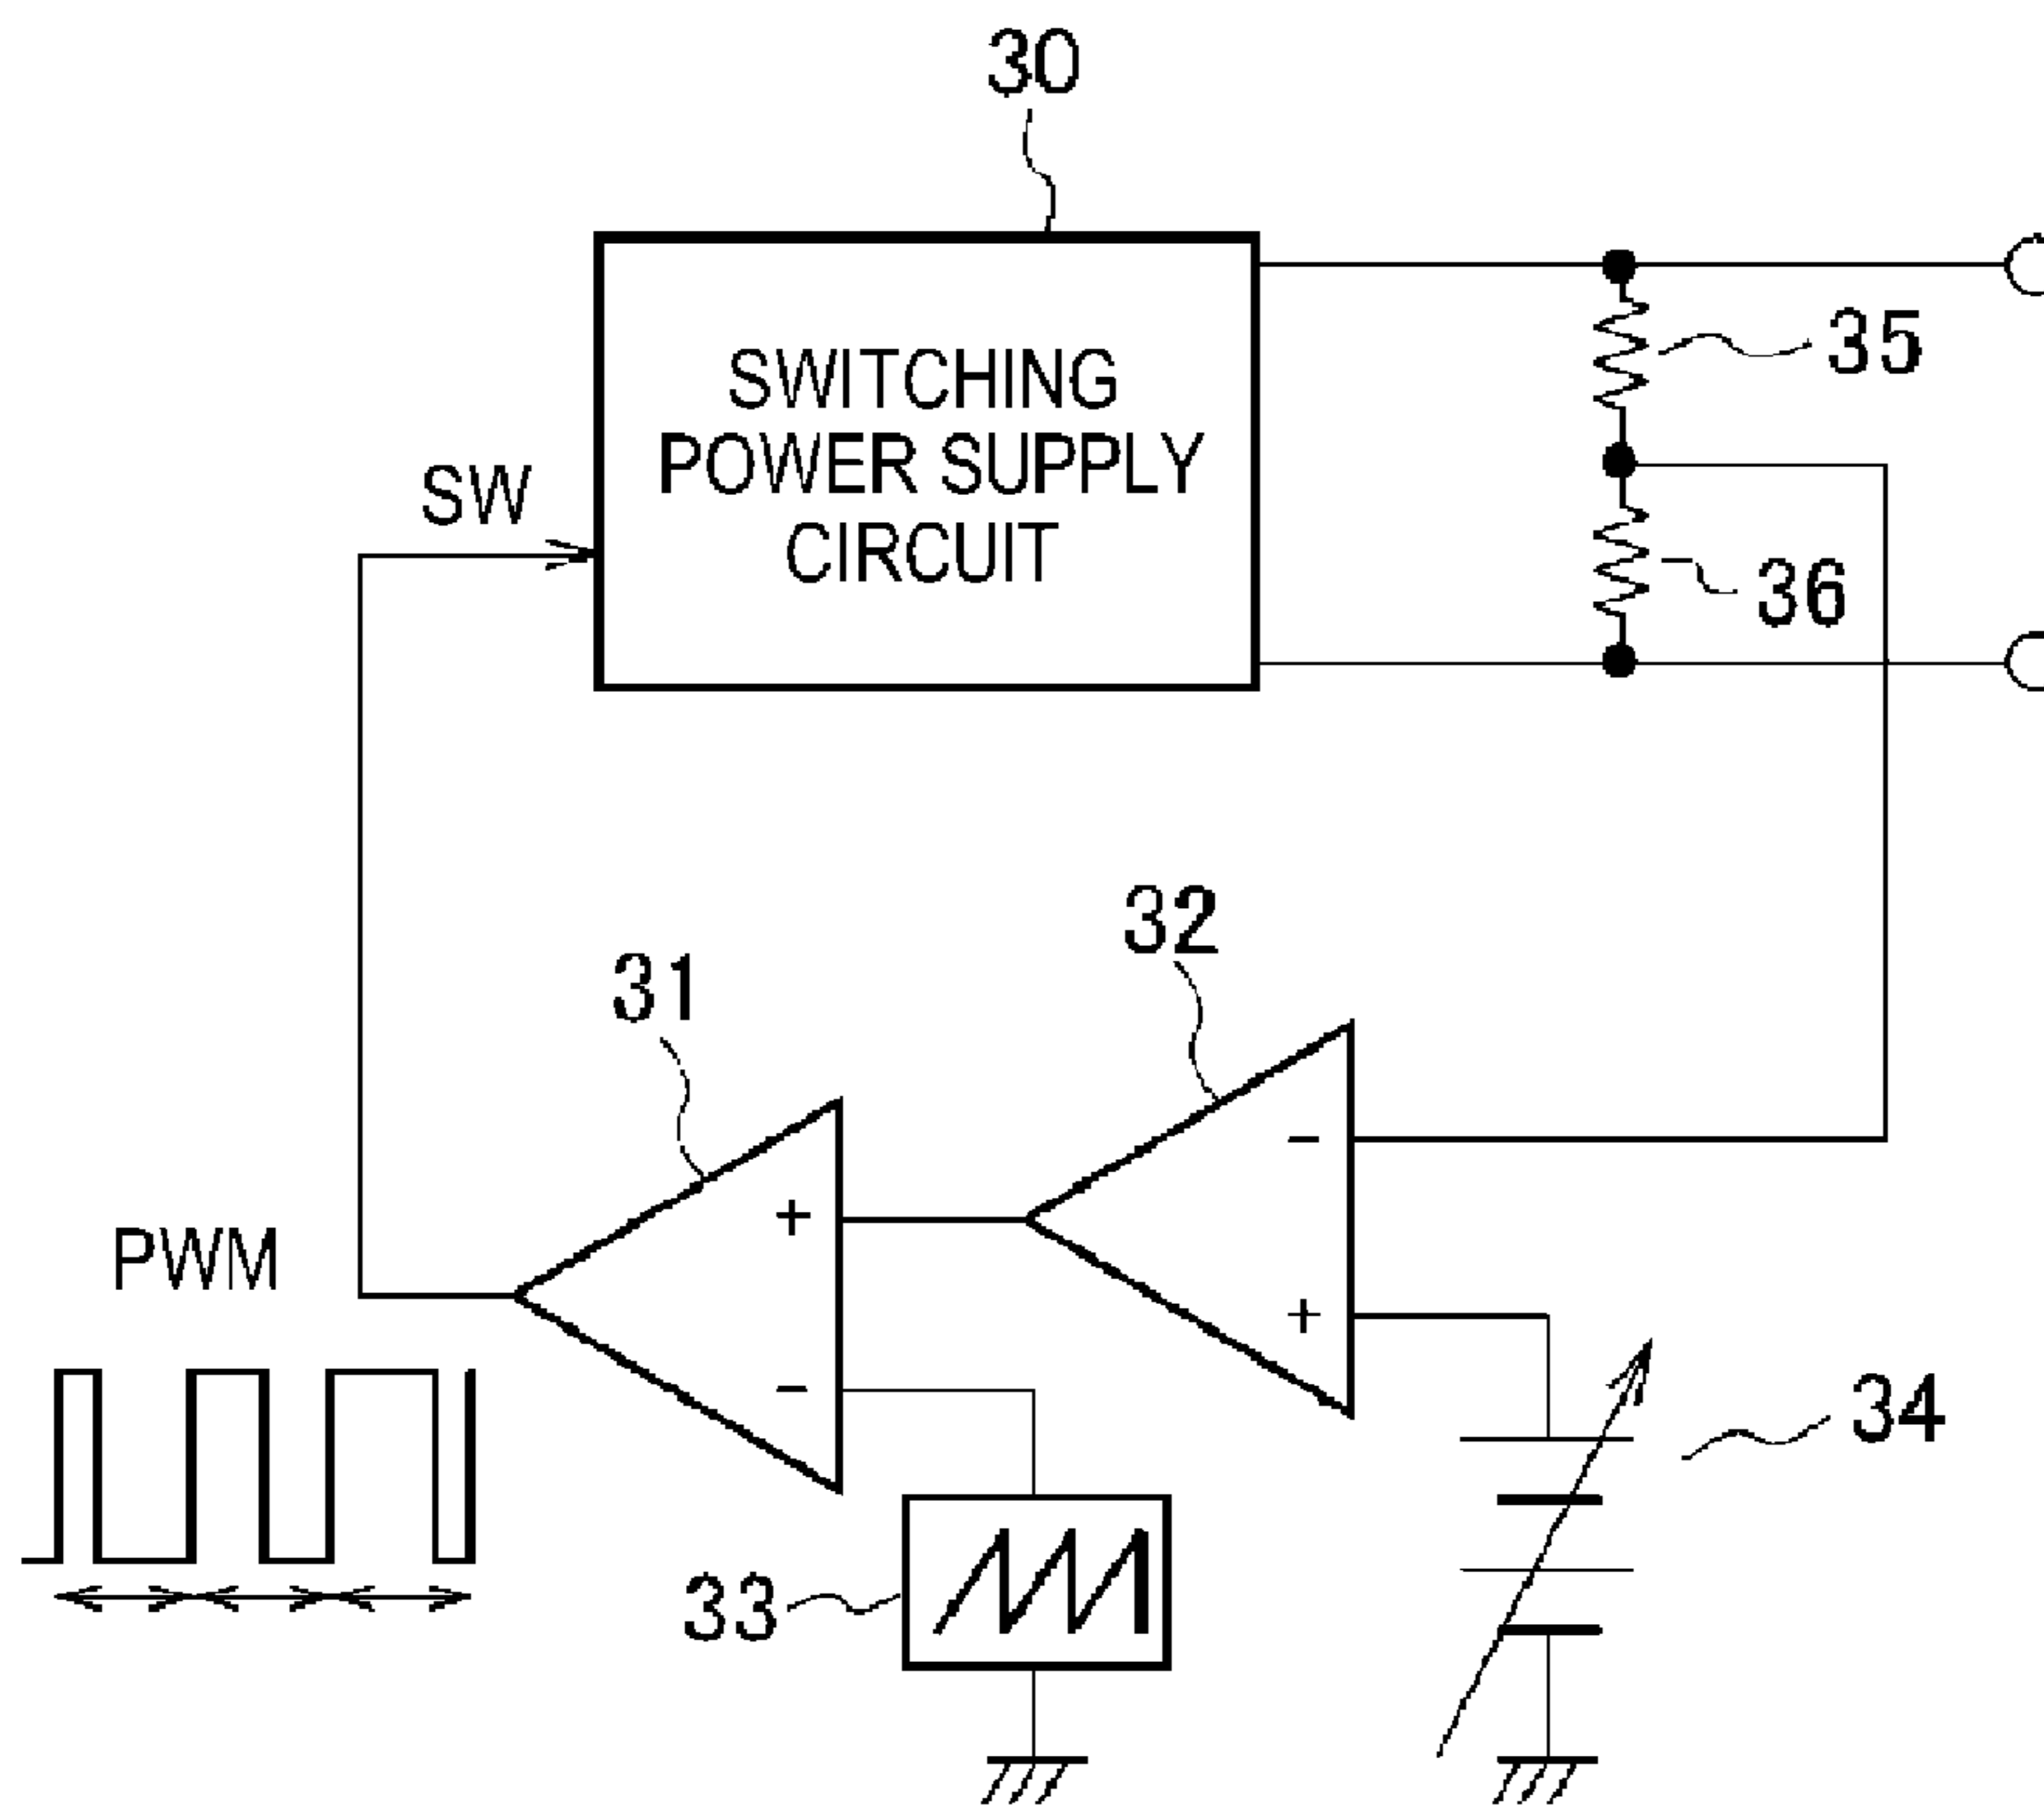 30
SWITCHING
POWER SUPPLY
CIRCUIT
SW
35
36
32
31
-
+
+
-
PWM
34
33